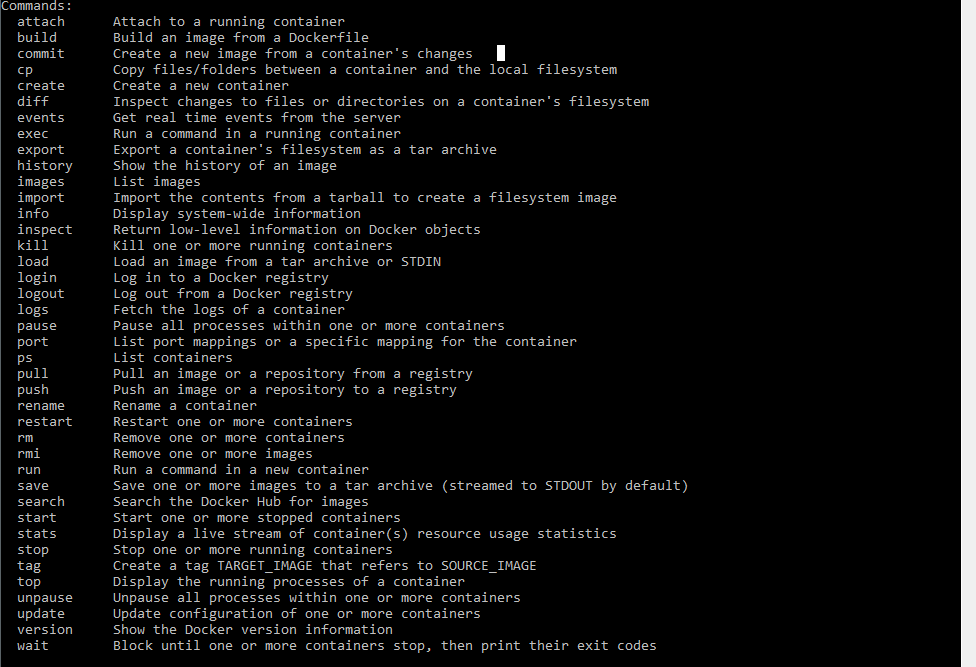 Commands:
  attach      Attach to a running container
  build       Build an image from a Dockerfile
  commit      Create a new image from a container's changes
  cp          Copy files/folders between a container and the local filesystem
  create      Create a new container
  diff        Inspect changes to files or directories on a container's filesystem
  events      Get real time events from the server
  exec        Run a command in a running container
  export      Export a container's filesystem as a tar archive
  history     Show the history of an image
  images      List images
  import      Import the contents from a tarball to create a filesystem image
  info        Display system-wide information
  inspect     Return low-level information on Docker objects
  kill        Kill one or more running containers
  load        Load an image from a tar archive or STDIN
  login       Log in to a Docker registry
  logout      Log out from a Docker registry
  logs        Fetch the logs of a container
  pause       Pause all processes within one or more containers
  port        List port mappings or a specific mapping for the container
  ps          List containers
  pull        Pull an image or a repository from a registry
  push        Push an image or a repository to a registry
  rename      Rename a container
  restart     Restart one or more containers
  rm          Remove one or more containers
  rmi         Remove one or more images
  run         Run a command in a new container
  save        Save one or more images to a tar archive (streamed to STDOUT by default)
  search      Search the Docker Hub for images
  start       Start one or more stopped containers
  stats       Display a live stream of container(s) resource usage statistics
  stop        Stop one or more running containers
  tag         Create a tag TARGET_IMAGE that refers to SOURCE_IMAGE
  top         Display the running processes of a container
  unpause     Unpause all processes within one or more containers
  update      Update configuration of one or more containers
  version     Show the Docker version information
  wait        Block until one or more containers stop, then print their exit codes